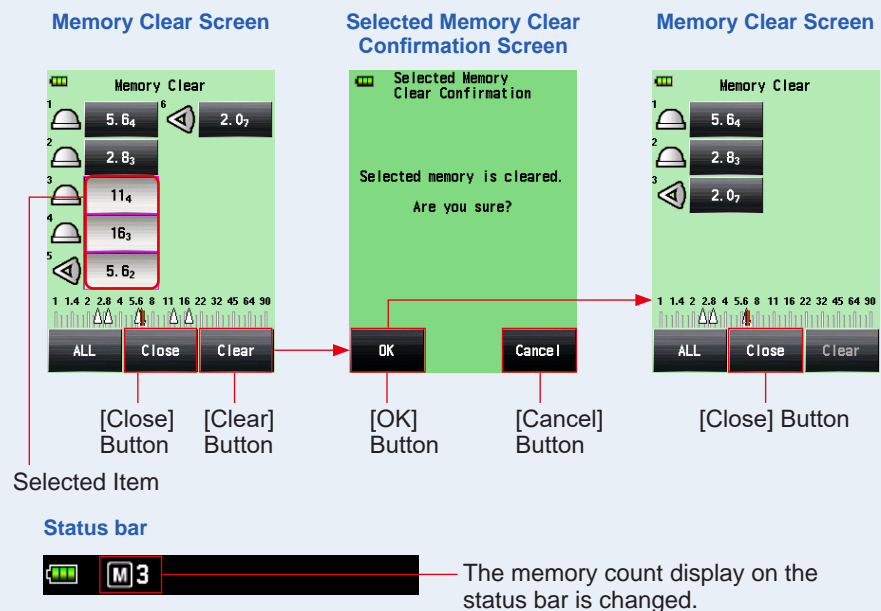 Memory Clear Screen
Selected Memory Clear
Confirmation Screen
Memory Clear Screen
Memory Clear
1 5.6₄
6 2.0₇
2 2.8₃
3 11₄
4 16₃
5 5.6₂
1 1.4 2 2.8 4 5.6 8 11 16 22 32 45 64 90
ALL Close Clear
Selected Memory
Clear Confirmation
Selected memory is cleared.
Are you sure?
OK Cancel
Memory Clear
1 5.6₄
2 2.8₃
3 2.0₇
1 1.4 2 2.8 4 5.6 8 11 16 22 32 45 64 90
ALL Close Clear
[Close]
Button
[Clear]
Button
[OK]
Button
[Cancel]
Button
[Close] Button
Selected Item
Status bar
M 3
The memory count display on the
status bar is changed.